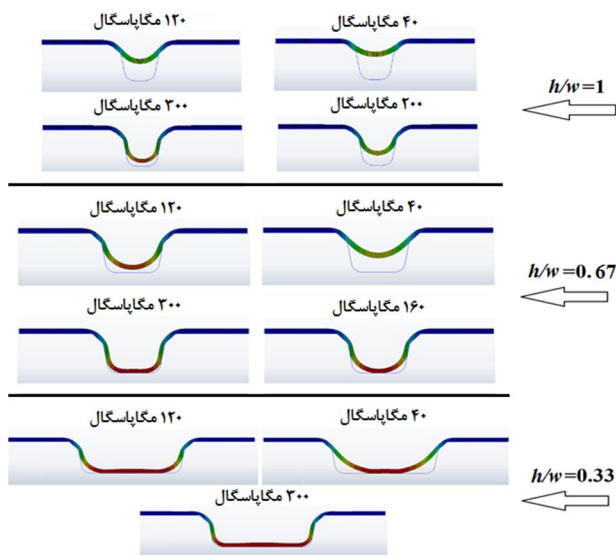 ۱۲۰ مگاپاسگال
۴۰ مگاپاسگال
۳۰۰ مگاپاسگال
۲۰۰ مگاپاسگال
h/w=1
۱۲۰ مگاپاسگال
۴۰ مگاپاسگال
۳۰۰ مگاپاسگال
۱۶۰ مگاپاسگال
h/w=0.67
۱۲۰ مگاپاسگال
۴۰ مگاپاسگال
۳۰۰ مگاپاسگال
h/w=0.33